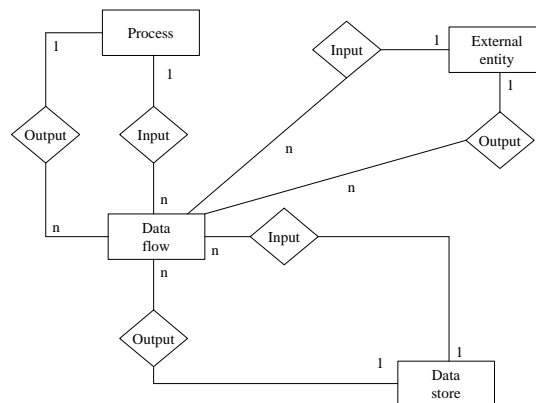 Process
External
entity
1
1
Input
1
1
Output
Input
Output
n
n
n
n
Data
flow
n
Input
n
Output
1
1
Data
store